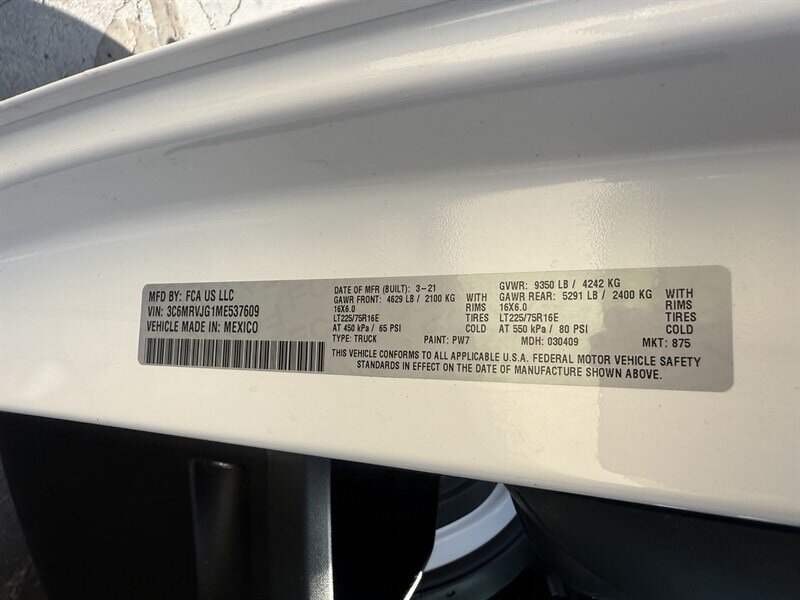 MFD BY: FCA US LLC
VIN: 3C6MRVJG1ME537609
VEHICLE MADE IN: MEXICO
DATE OF MFR (BUILT): 3-21 GVWR: 9350 LB / 4242 KG
GAWR FRONT: 4629 LB / 2100 KG WITH GAWR REAR: 5291 LB / 2400 KG WITH
16X6.0 RIMS 16X6.0 RIMS
LT225/75R16E TIRES LT225/75R16E TIRES
AT 450 kPa / 65 PSI COLD AT 550 kPa / 80 PSI COLD
TYPE: TRUCK PAINT: PW7 MDH: 030409 MKT: 875
THIS VEHICLE CONFORMS TO ALL APPLICABLE U.S.A. FEDERAL MOTOR VEHICLE SAFETY
STANDARDS IN EFFECT ON THE DATE OF MANUFACTURE SHOWN ABOVE.